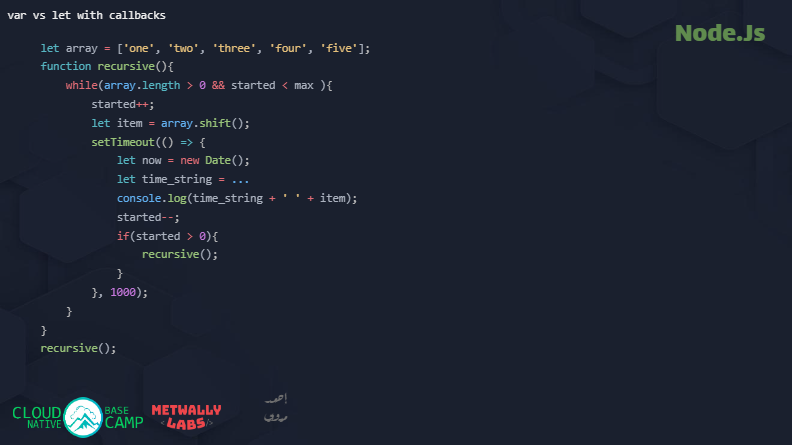 var vs let with callbacks
Node.Js
let array = ['one', 'two', 'three', 'four', 'five'];
function recursive(){
while(array.length > 0 && started < max ){
started++;
let item = array.shift();
setTimeout(() => {
let now = new Date();
let time_string = ...
console.log(time_string + ' ' + item);
started--;
if(started > 0){
recursive();
}
}, 1000);
}
}
recursive();
CLOUD NATIVE BASE CAMP
METWALLY
<LABS/>